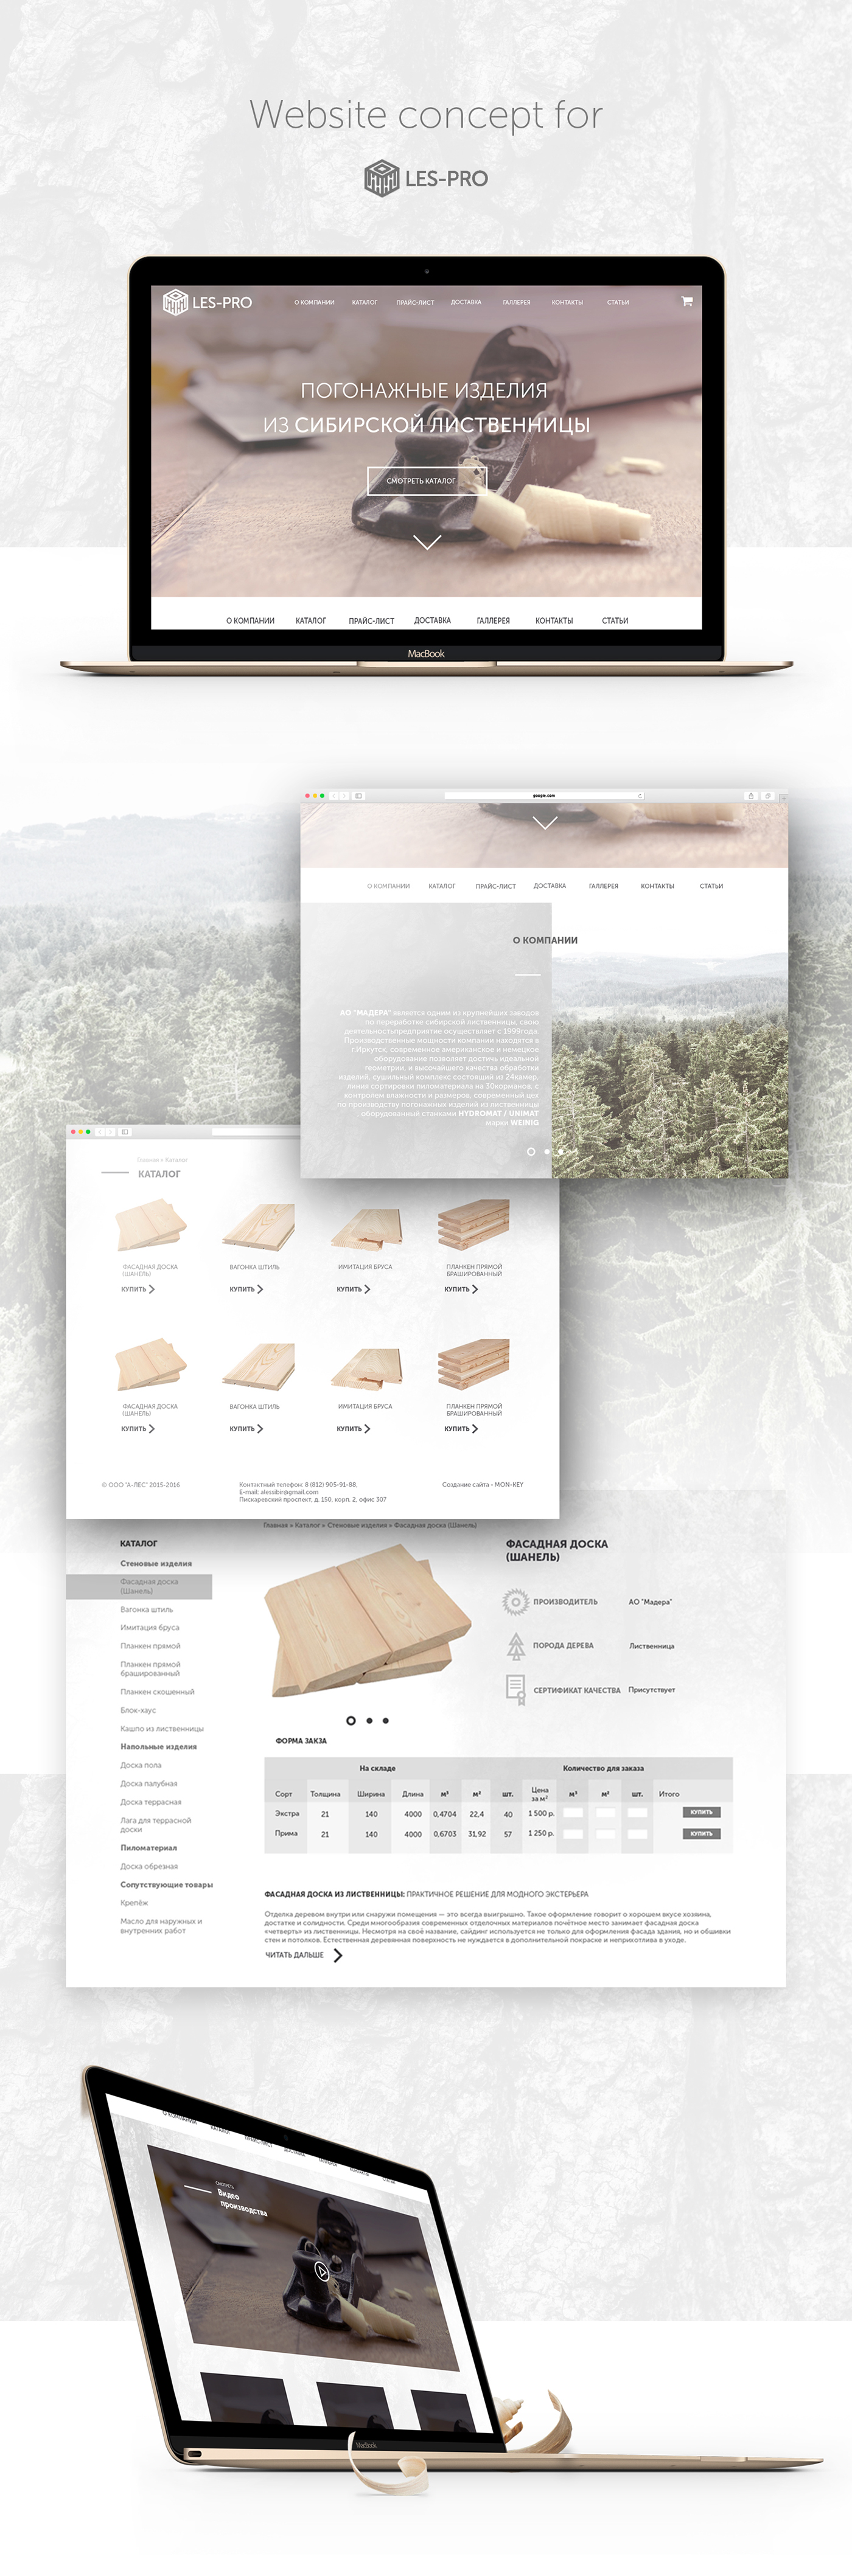 Website concept for
LES-PRO
LES-PRO
О КОМПАНИИ КАТАЛОГ ПРАЙС-ЛИСТ ДОСТАВКА ГАЛЛЕРЕЯ КОНТАКТЫ СТАТЬИ
ПОГОНАЖНЫЕ ИЗДЕЛИЯ
ИЗ СИБИРСКОЙ ЛИСТВЕННИЦЫ
СМОТРЕТЬ КАТАЛОГ
О КОМПАНИИ КАТАЛОГ ПРАЙС-ЛИСТ ДОСТАВКА ГАЛЛЕРЕЯ КОНТАКТЫ СТАТЬИ
MacBook
google.com
О КОМПАНИИ КАТАЛОГ ПРАЙС-ЛИСТ ДОСТАВКА ГАЛЛЕРЕЯ КОНТАКТЫ СТАТЬИ
О КОМПАНИИ
АО "МАДЕРА" является одним из крупнейших заводов
по переработке сибирской лиственницы, свою
деятельностьпредприятие осуществляет с 1999года.
Производственные мощности компании находятся в
г.Иркутск, современное американское и немецкое
оборудование позволяет достичь идеальной
геометрии, и высочайшего качества обработки
изделий, сушильный комплекс состоящий из 24камер,
линия сортировки пиломатериала на 30корманов, с
контролем влажности и размеров, современный цех
по производству погонажных изделий из лиственницы
оборудованный станками HYDROMAT / UNIMAT
марки WEINIG
Главная » Каталог
КАТАЛОГ
ФАСАДНАЯ ДОСКА
(ШАНЕЛЬ)
КУПИТЬ
ВАГОНКА ШТИЛЬ
КУПИТЬ
ИМИТАЦИЯ БРУСА
КУПИТЬ
ПЛАНКЕН ПРЯМОЙ
БРАШИРОВАННЫЙ
КУПИТЬ
ФАСАДНАЯ ДОСКА
(ШАНЕЛЬ)
КУПИТЬ
ВАГОНКА ШТИЛЬ
КУПИТЬ
ИМИТАЦИЯ БРУСА
КУПИТЬ
ПЛАНКЕН ПРЯМОЙ
БРАШИРОВАННЫЙ
КУПИТЬ
© ООО "А-ЛЕС" 2015-2016
Контактный телефон: 8 (812) 905-91-88,
E-mail: alessibir@gmail.com
Пискаревский проспект, д. 150, корп. 2, офис 307
Создание сайта - MON-KEY
Главная » Каталог » Стеновые изделия » Фасадная доска (Шанель)
КАТАЛОГ
Стеновые изделия
Фасадная доска
(Шанель)
Вагонка штиль
Имитация бруса
Планкен прямой
Планкен прямой
брашированный
Планкен скошенный
Блок-хаус
Кашпо из лиственницы
Напольные изделия
Доска пола
Доска палубная
Доска террасная
Лага для террасной
доски
Пиломатериал
Доска обрезная
Сопутствующие товары
Крепёж
Масло для наружных и
внутренних работ
ФАСАДНАЯ ДОСКА
(ШАНЕЛЬ)
ПРОИЗВОДИТЕЛЬ АО "Мадера"
ПОРОДА ДЕРЕВА Лиственница
СЕРТИФИКАТ КАЧЕСТВА Присутствует
ФОРМА ЗАКЗА
На складе Количество для заказа
Сорт Толщина Ширина Длина м³ м² шт. Цена за м² м³ м² шт. Итого
Экстра 21 140 4000 0,4704 22,4 40 1 500 р. КУПИТЬ
Прима 21 140 4000 0,6703 31,92 57 1 250 р. КУПИТЬ
ФАСАДНАЯ ДОСКА ИЗ ЛИСТВЕННИЦЫ: ПРАКТИЧНОЕ РЕШЕНИЕ ДЛЯ МОДНОГО ЭКСТЕРЬЕРА
Отделка деревом внутри или снаружи помещения — это всегда выигрышно. Такое оформление говорит о хорошем вкусе хозяина,
достатке и солидности. Среди многообразия современных отделочных материалов почётное место занимает фасадная доска
«четверть» из лиственницы. Несмотря на своё название, сайдинг используется не только для оформления фасада здания, но и обшивки
стен и потолков. Естественная деревянная поверхность не нуждается в дополнительной покраске и неприхотлива в уходе.
ЧИТАТЬ ДАЛЬШЕ
смотреть
Видео
производства
MacBook